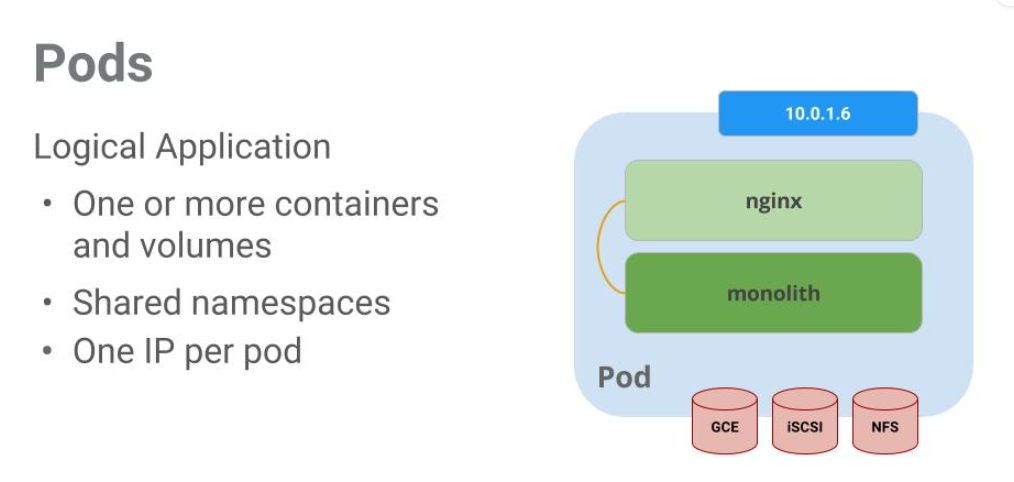 Pods
Logical Application
• One or more containers
and volumes
• Shared namespaces
• One IP per pod
10.0.1.6
nginx
monolith
Pod
GCE
iSCSI
NFS